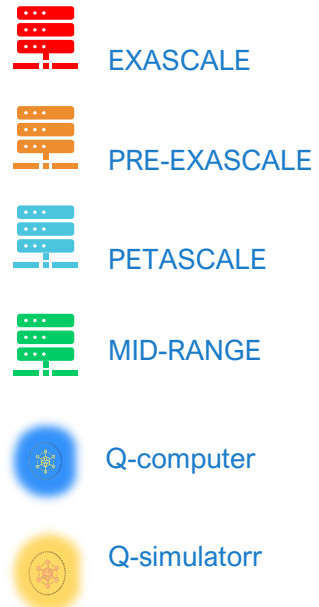 EXASCALE
PRE-EXASCALE
PETASCALE
MID-RANGE
Q-computer
Q-simulatorr